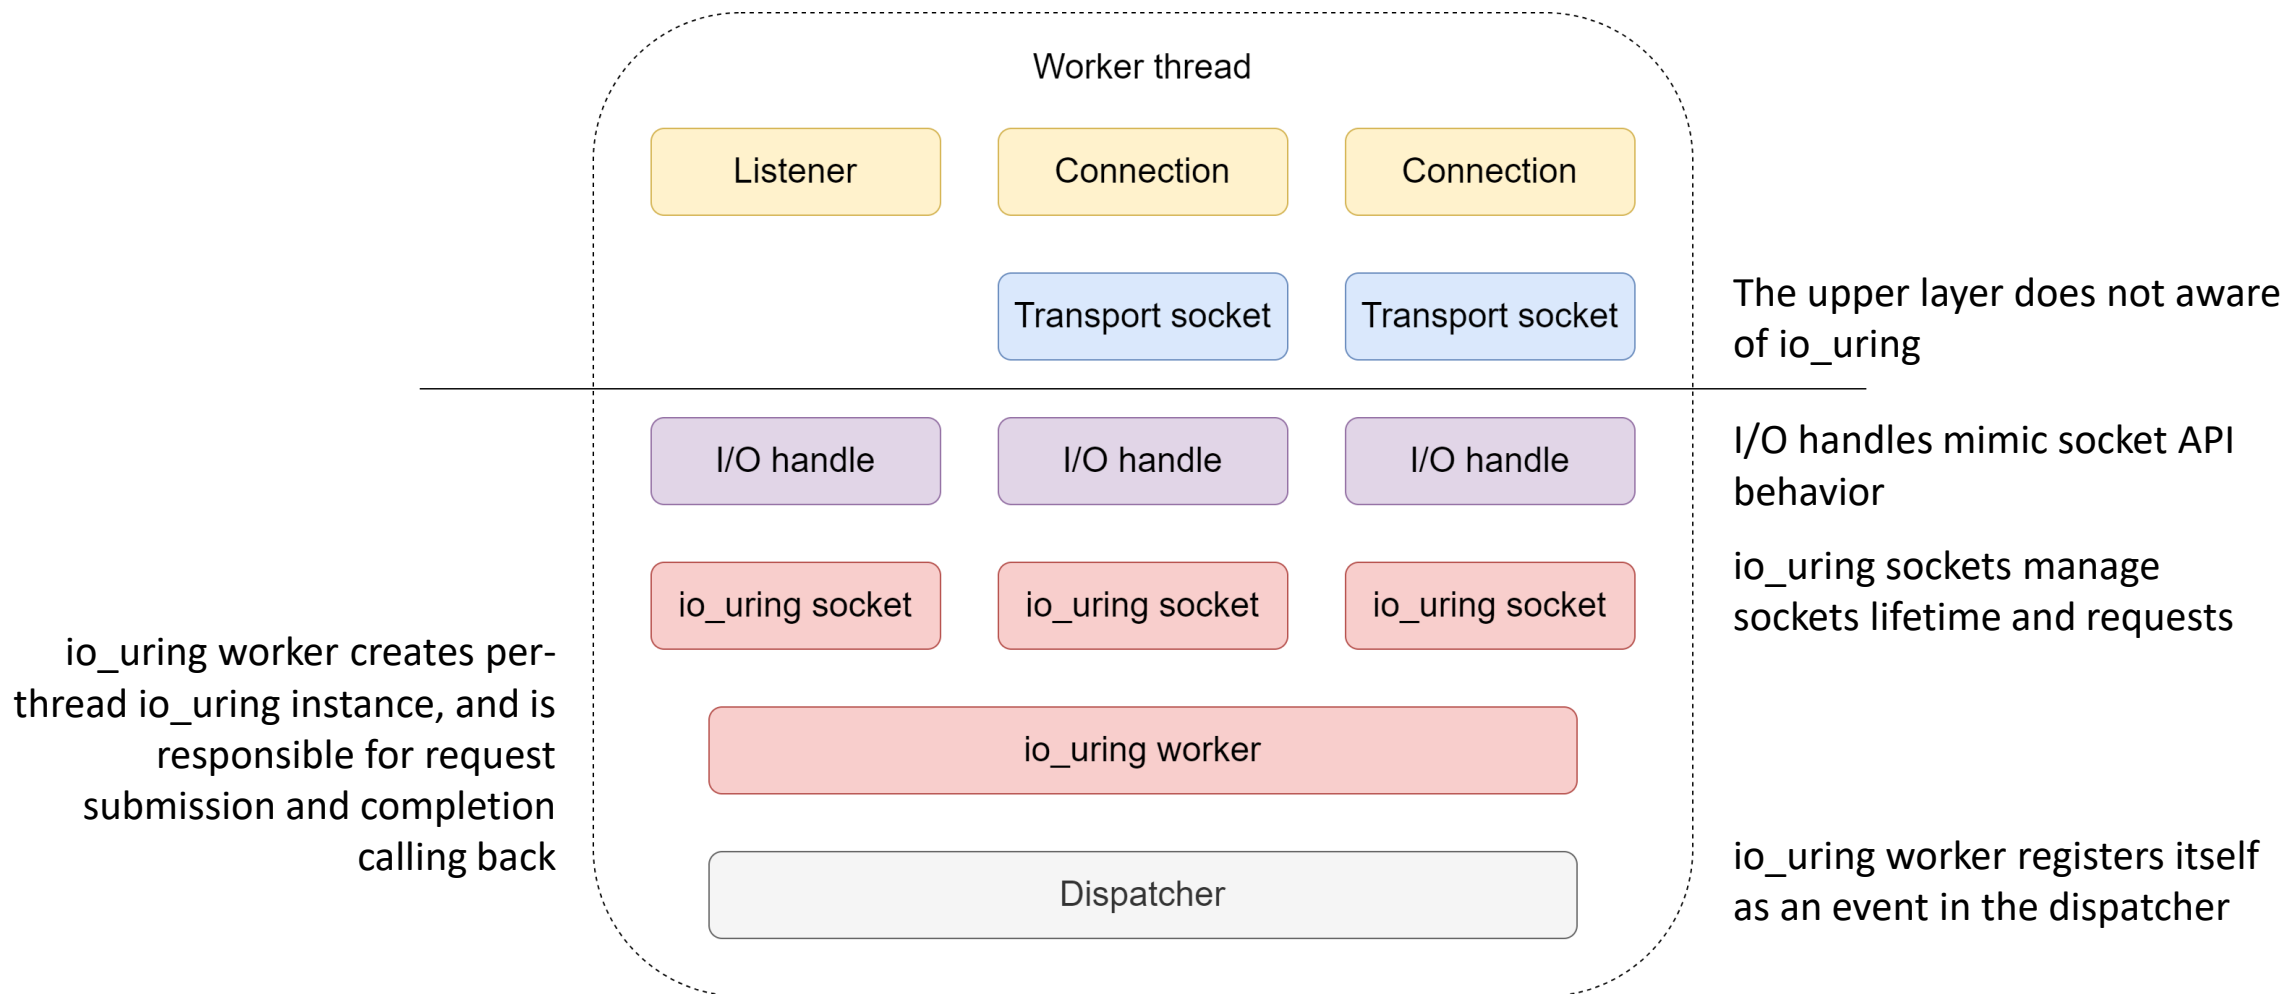 Worker thread
Listener
Connection
Connection
Transport socket
Transport socket
The upper layer does not aware
of io_uring
I/O handle
I/O handle
I/O handle
I/O handles mimic socket API
behavior
io_uring socket
io_uring socket
io_uring socket
io_uring sockets manage
sockets lifetime and requests
io_uring worker creates per-
thread io_uring instance, and is
responsible for request
submission and completion
calling back
io_uring worker
Dispatcher
io_uring worker registers itself
as an event in the dispatcher